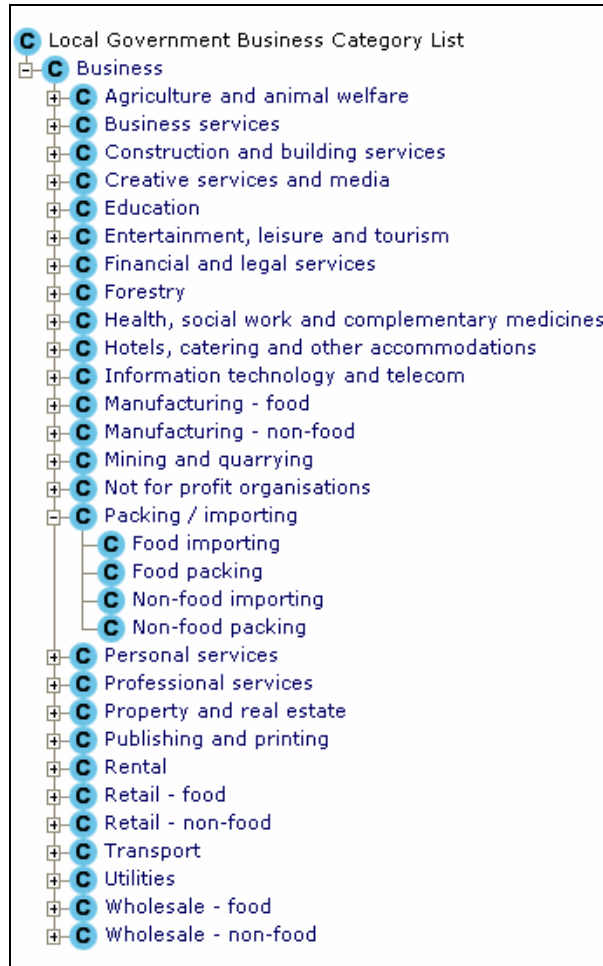 C Local Government Business Category List
C Business
C Agriculture and animal welfare
C Business services
C Construction and building services
C Creative services and media
C Education
C Entertainment, leisure and tourism
C Financial and legal services
C Forestry
C Health, social work and complementary medicines
C Hotels, catering and other accommodations
C Information technology and telecom
C Manufacturing - food
C Manufacturing - non-food
C Mining and quarrying
C Not for profit organisations
C Packing / importing
C Food importing
C Food packing
C Non-food importing
C Non-food packing
C Personal services
C Professional services
C Property and real estate
C Publishing and printing
C Rental
C Retail - food
C Retail - non-food
C Transport
C Utilities
C Wholesale - food
C Wholesale - non-food